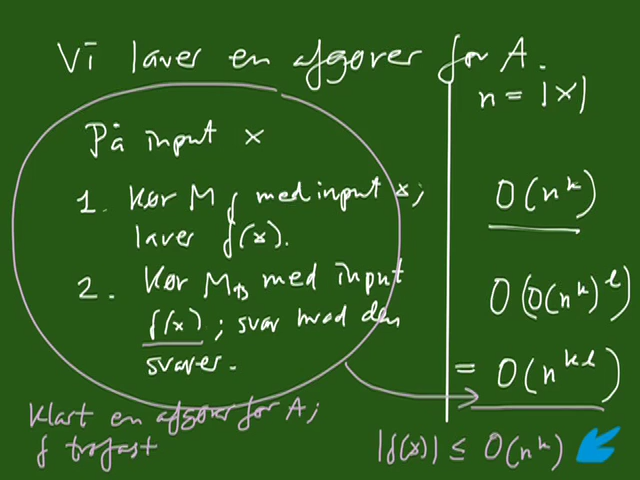 Vi laver en afgører for A.
n = |x|
På input x
1. Kør M_f med input x;
laver f(x).
O(n^k)
2. Kør M_B med input
f(x); svar hvad den
svarer.
O(O(n^k)^l)
= O(n^{kl})
Klart en afgører for A;
f trofast
|f(x)| ≤ O(n^k)